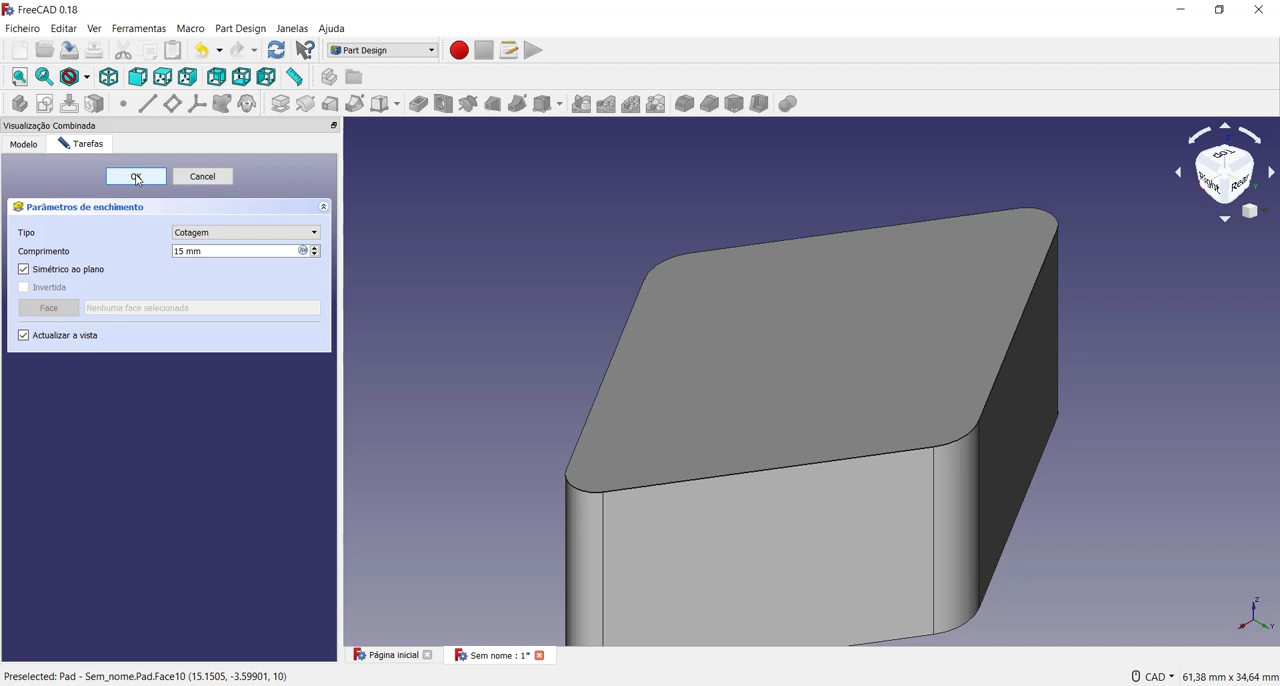 FreeCAD 0.18
Ficheiro Editar Ver Ferramentas Macro Part Design Janelas Ajuda
Part Design
Visualização Combinada
Modelo Tarefas
OK Cancel
Parâmetros de enchimento
Tipo Cotagem
Comprimento 15 mm
Simétrico ao plano
Invertida
Face Nenhuma face selecionada
Actualizar a vista
Top
Right Rear
Z
X Y
Página inicial Sem nome : 1*
Preselected: Pad - Sem_nome.Pad.Face10 (15.1505, -3.59901, 10) CAD 61,38 mm x 34,64 mm